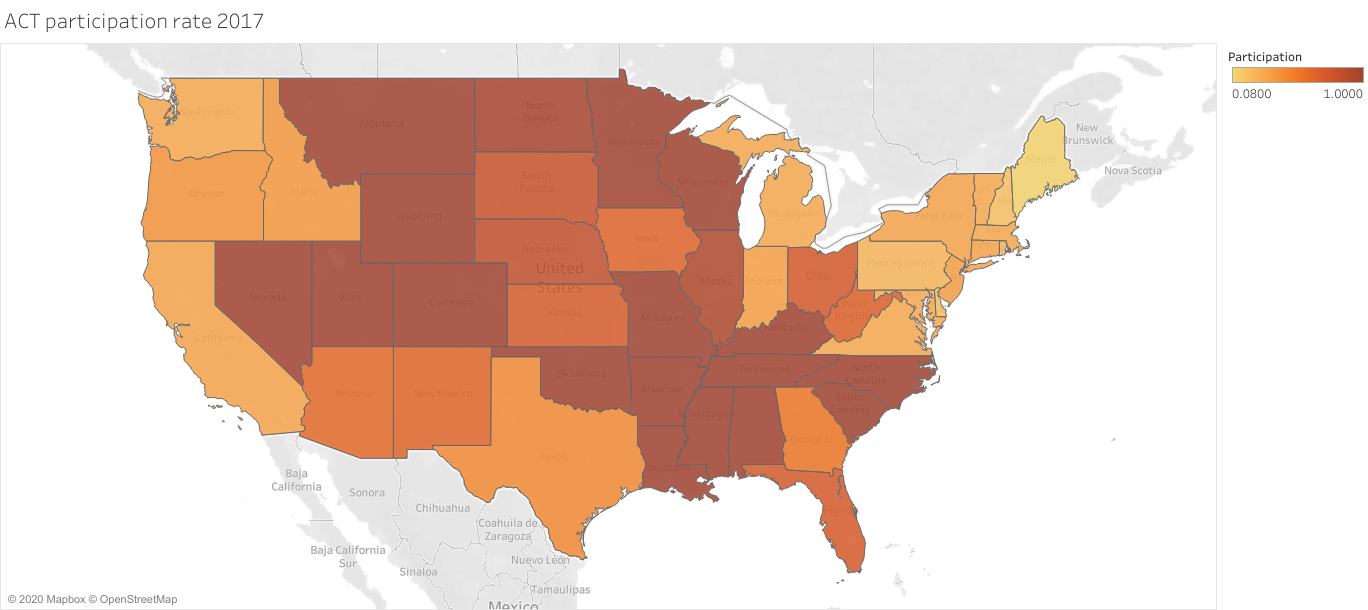 ACT participation rate 2017
Participation
0.0800 1.0000
New
Brunswick
Nova Scotia
Maine
Washington
Montana
North
Dakota
Minnesota
Oregon
Idaho
Wyoming
South
Dakota
Wisconsin
Michigan
New York
VT
MA
CT
Iowa
Nebraska
United
States
Nevada
Utah
Colorado
Kansas
Missouri
Illinois
Indiana
Ohio
Pennsylvania
West
Virginia
Kentucky
California
Arizona
New Mexico
Oklahoma
Arkansas
Tennessee
North
Carolina
South
Carolina
Mississippi
Georgia
Texas
Louisiana
Florida
Baja
California
Sonora
Chihuahua
Coahuila de
Zaragoza
Baja California
Sur
Sinaloa
Nuevo León
Tamaulipas
Mexico
© 2020 Mapbox © OpenStreetMap